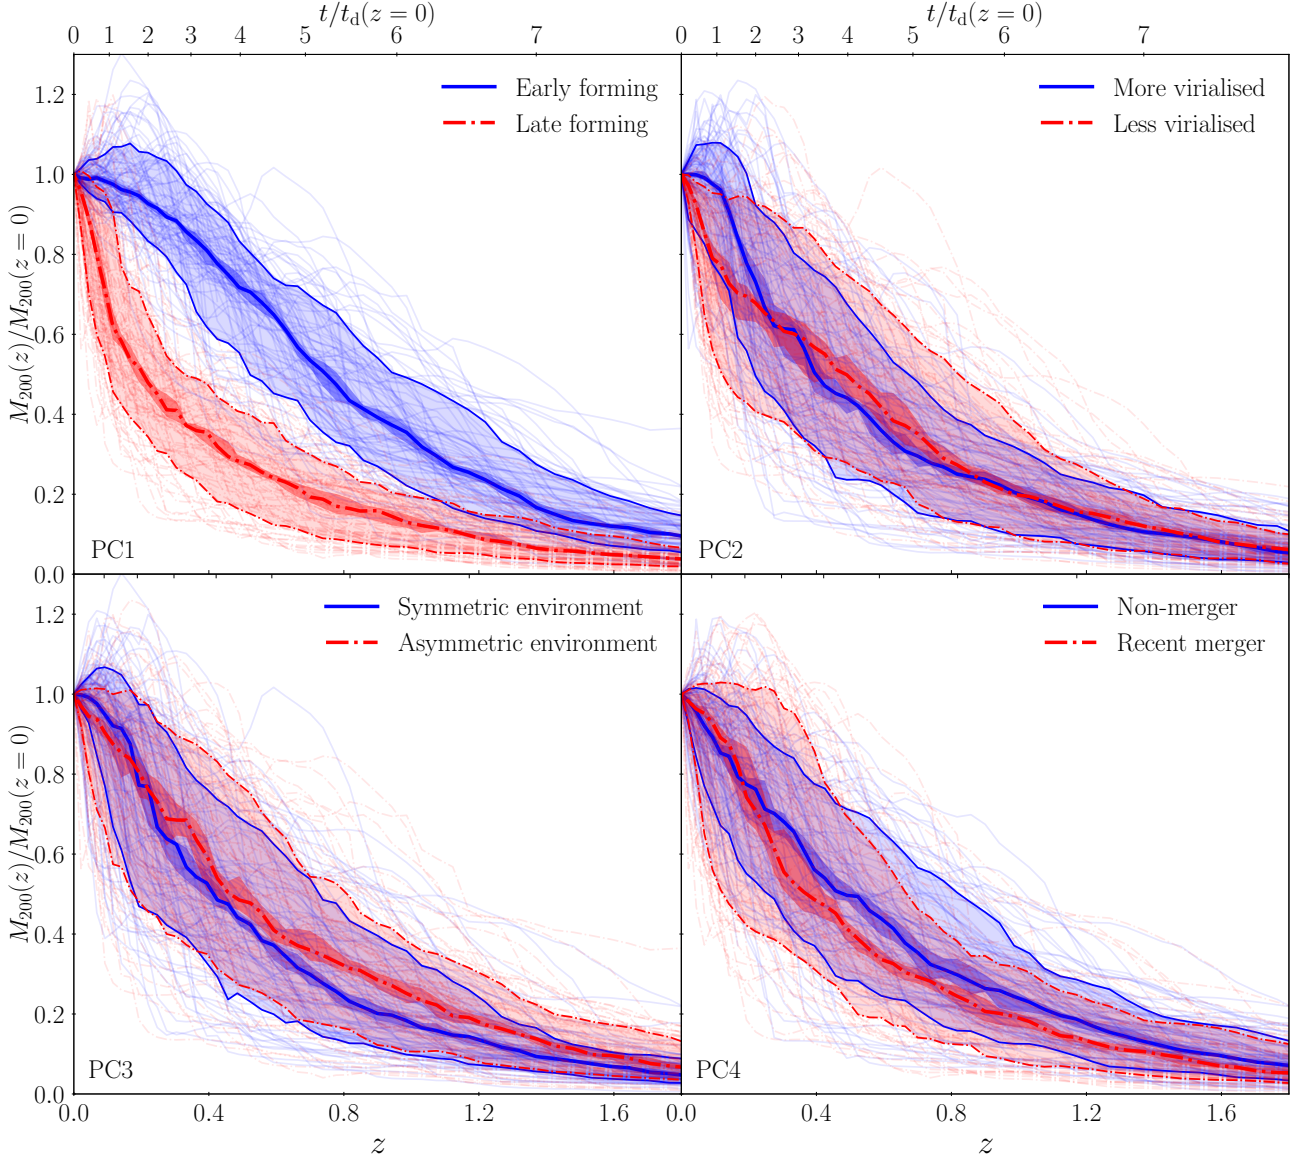 t/t_d(z = 0) t/t_d(z = 0)
0 1 2 3 4 5 6 7 0 1 2 3 4 5 6 7
1.2
1.0
0.8
0.6
0.4
0.2
0.0
M_200(z)/M_200(z = 0)
Early forming
Late forming
PC1
More virialised
Less virialised
PC2
1.2
1.0
0.8
0.6
0.4
0.2
0.0
M_200(z)/M_200(z = 0)
Symmetric environment
Asymmetric environment
PC3
Non-merger
Recent merger
PC4
0.0 0.4 0.8 1.2 1.6 0.0 0.4 0.8 1.2 1.6
z z